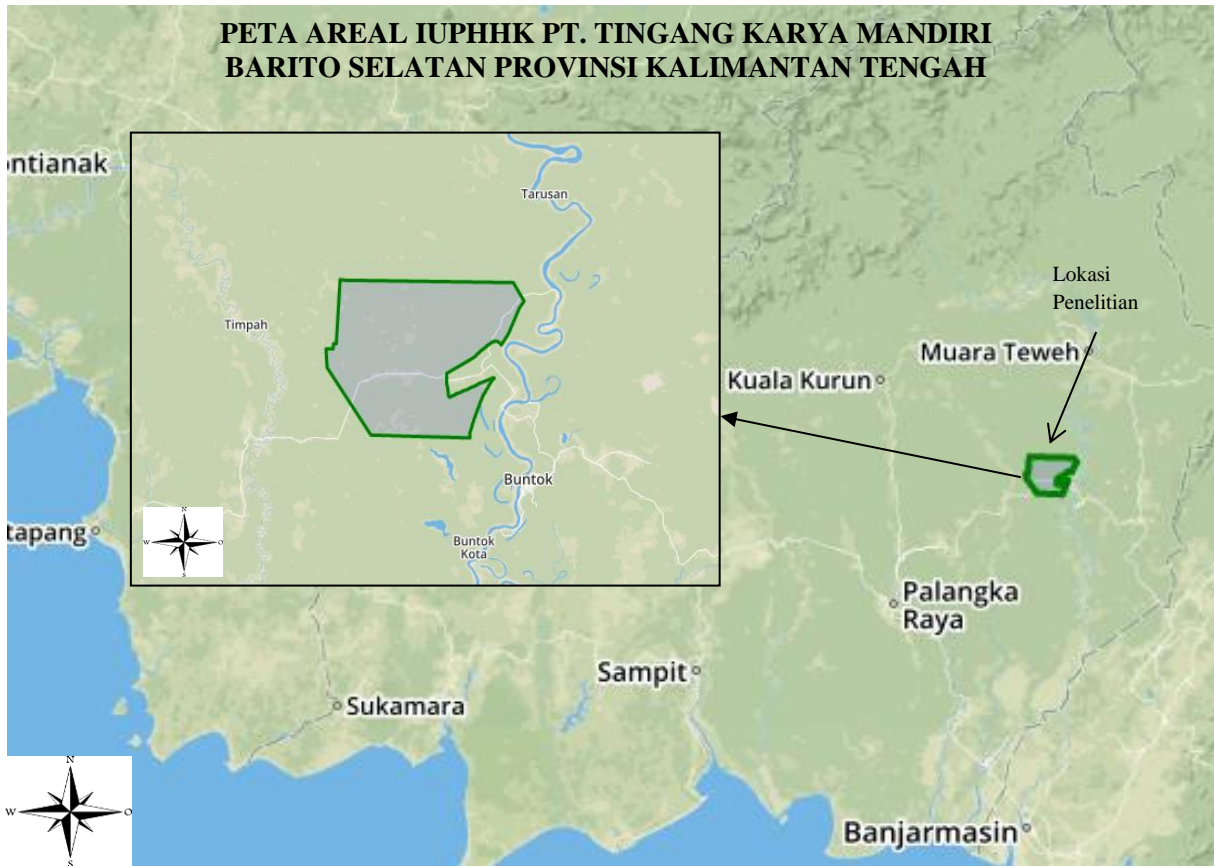 PETA AREAL IUPHHK PT. TINGANG KARYA MANDIRI
BARITO SELATAN PROVINSI KALIMANTAN TENGAH
ontianak
Tarusan
Timpah
Buntok
Buntok
Kota
N
W
O
S
Lokasi
Penelitian
Muara Teweh
Kuala Kurun
tapang
Palangka
Raya
Sampit
Sukamara
Banjarmasin
N
W
O
S